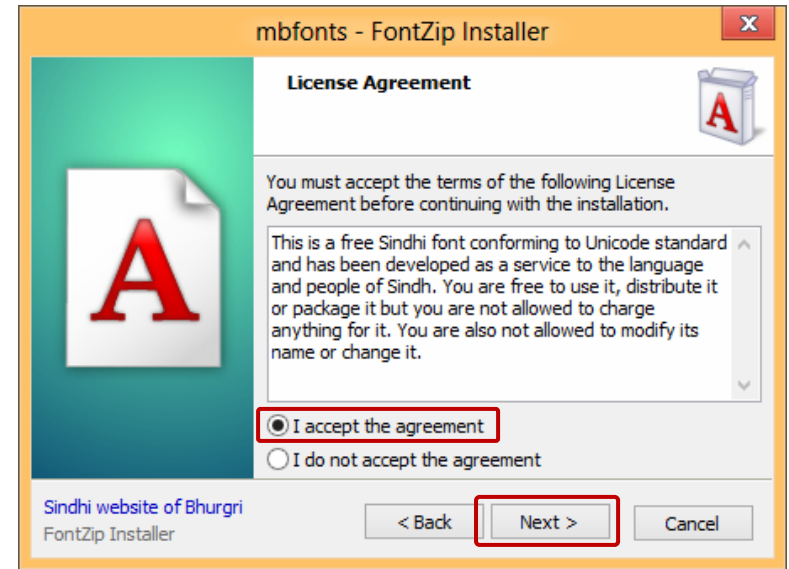 mbfonts - FontZip Installer
x
License Agreement
A
A
You must accept the terms of the following License
Agreement before continuing with the installation.
This is a free Sindhi font conforming to Unicode standard
and has been developed as a service to the language
and people of Sindh. You are free to use it, distribute it
or package it but you are not allowed to charge
anything for it. You are also not allowed to modify its
name or change it.
I accept the agreement
I do not accept the agreement
Sindhi website of Bhurgri
FontZip Installer
< Back
Next >
Cancel